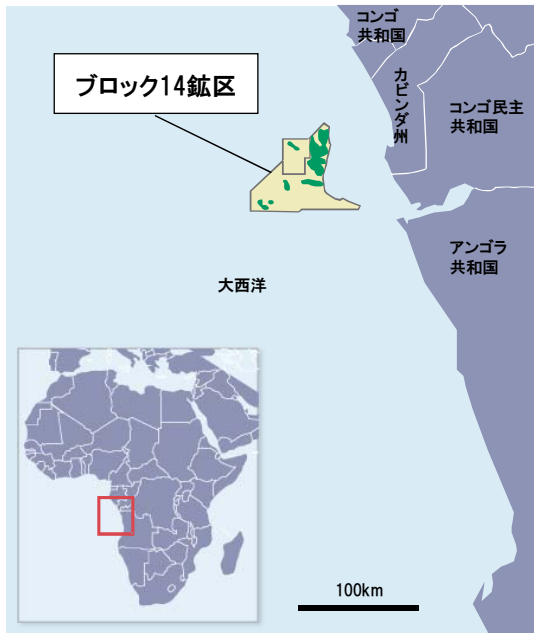 コンゴ
共和国
ブロック14鉱区
カビンダ州
コンゴ民主
共和国
アンゴラ
共和国
大西洋
100km